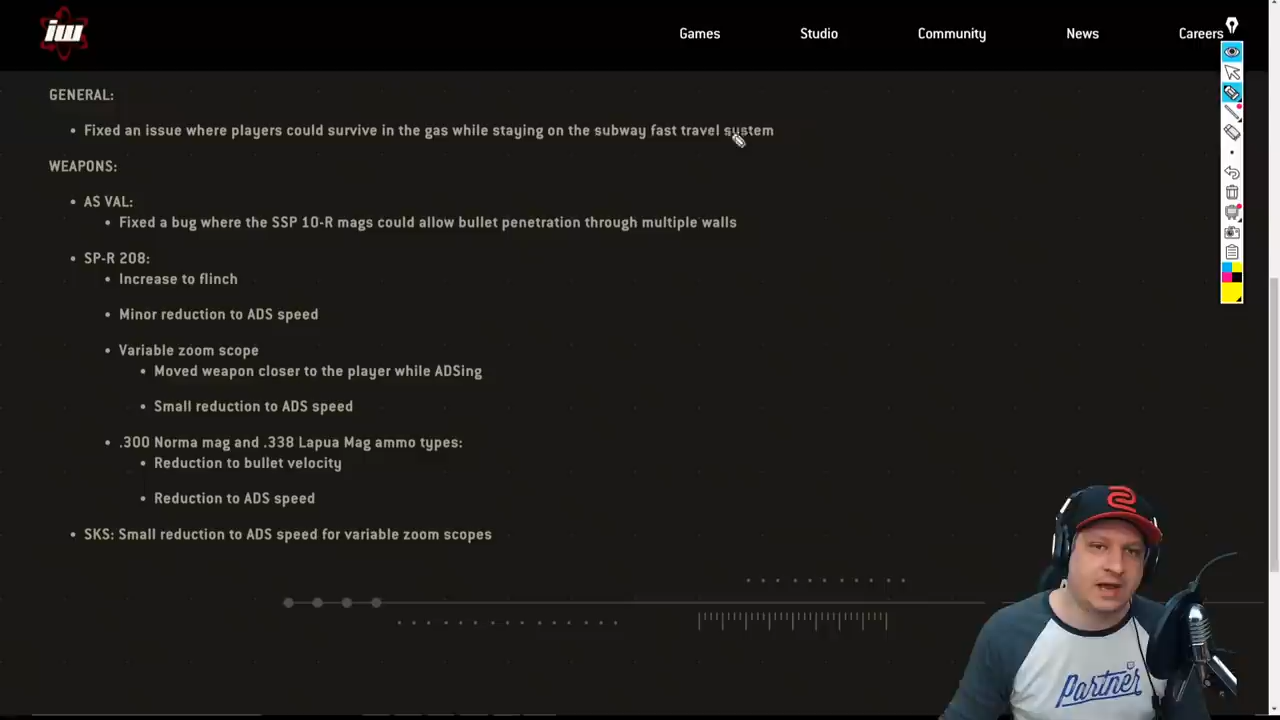 iw
Games
Studio
Community
News
Careers
GENERAL:
• Fixed an issue where players could survive in the gas while staying on the subway fast travel system
WEAPONS:
• AS VAL:
• Fixed a bug where the SSP 10-R mags could allow bullet penetration through multiple walls
• SP-R 208:
• Increase to flinch
• Minor reduction to ADS speed
• Variable zoom scope
• Moved weapon closer to the player while ADSing
• Small reduction to ADS speed
• .300 Norma mag and .338 Lapua Mag ammo types:
• Reduction to bullet velocity
• Reduction to ADS speed
• SKS: Small reduction to ADS speed for variable zoom scopes
Partner